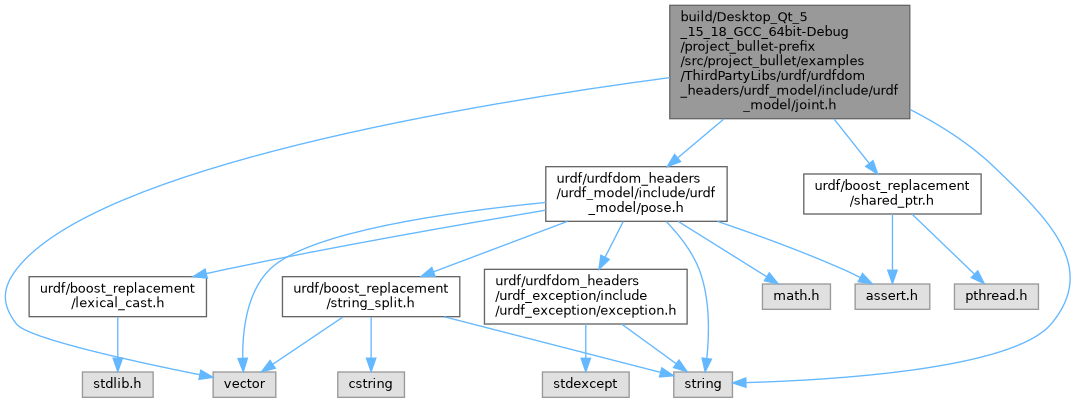 build/Desktop_Qt_5
_15_18_GCC_64bit-Debug
/project_bullet-prefix
/src/project_bullet/examples
/ThirdPartyLibs/urdf/urdfdom
_headers/urdf_model/include/urdf
_model/joint.h
urdf/urdfdom_headers
/urdf_model/include/urdf
_model/pose.h
urdf/boost_replacement
/shared_ptr.h
urdf/boost_replacement
/lexical_cast.h
urdf/boost_replacement
/string_split.h
urdf/urdfdom_headers
/urdf_exception/include
/urdf_exception/exception.h
math.h
assert.h
pthread.h
stdlib.h
vector
cstring
stdexcept
string